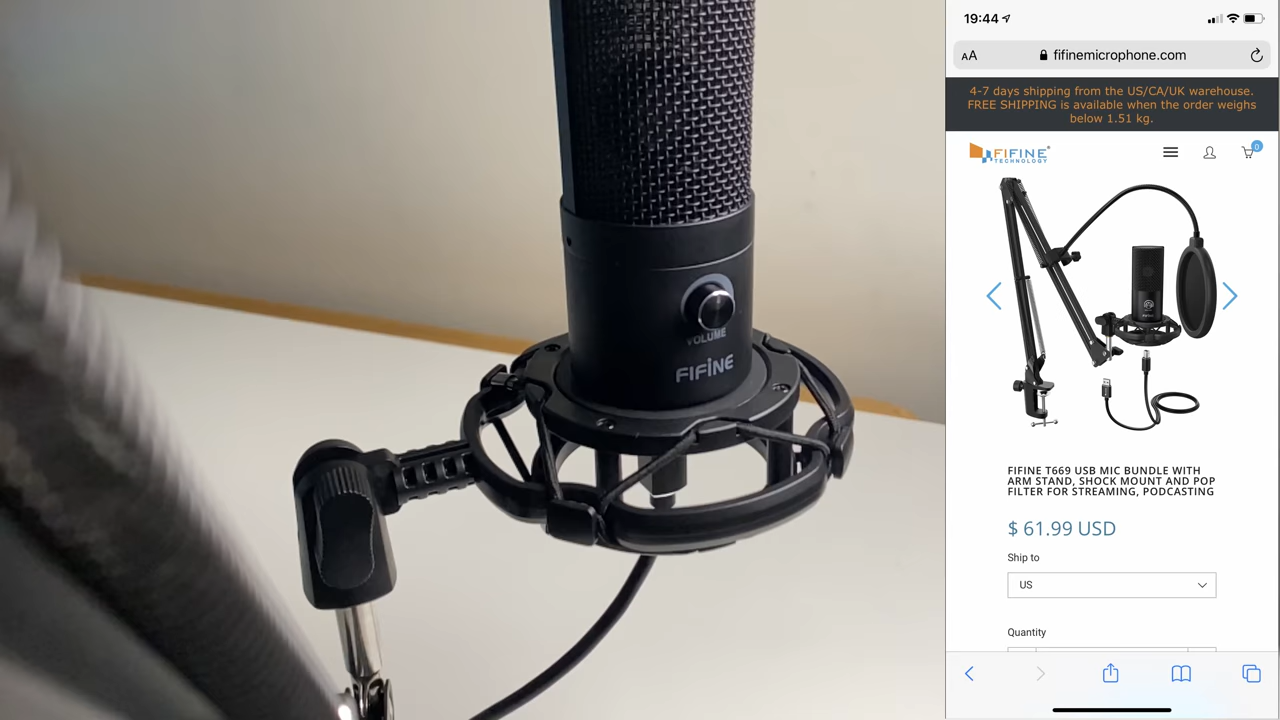 VOLUME
FIFINE
19:44
AA
fifinemicrophone.com
4-7 days shipping from the US/CA/UK warehouse.
FREE SHIPPING is available when the order weighs
below 1.51 kg.
FIFINE
TECHNOLOGY
0
FIFINE
FIFINE T669 USB MIC BUNDLE WITH
ARM STAND, SHOCK MOUNT AND POP
FILTER FOR STREAMING, PODCASTING
$ 61.99 USD
Ship to
US
Quantity